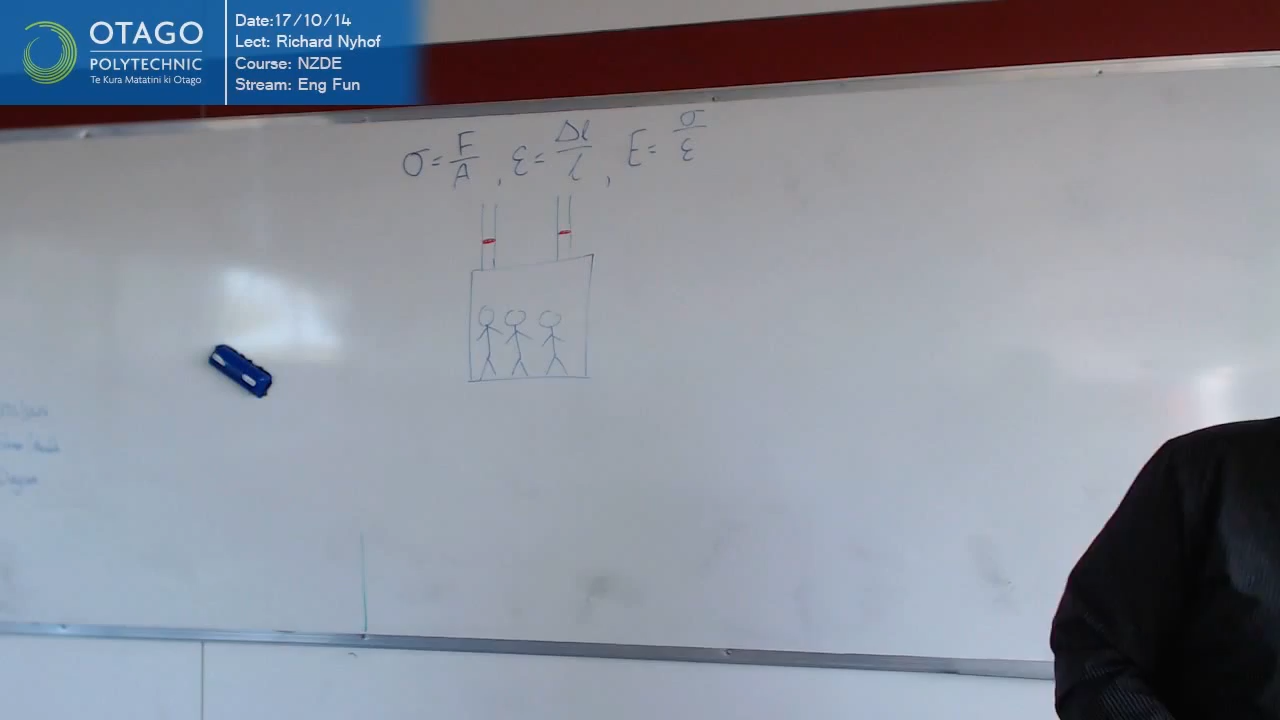 OTAGO
POLYTECHNIC
Te Kura Matatini ki Otago
Date:17/10/14
Lect: Richard Nyhof
Course: NZDE
Stream: Eng Fun
σ = F/A , ε = Δl/l , E = σ/ε